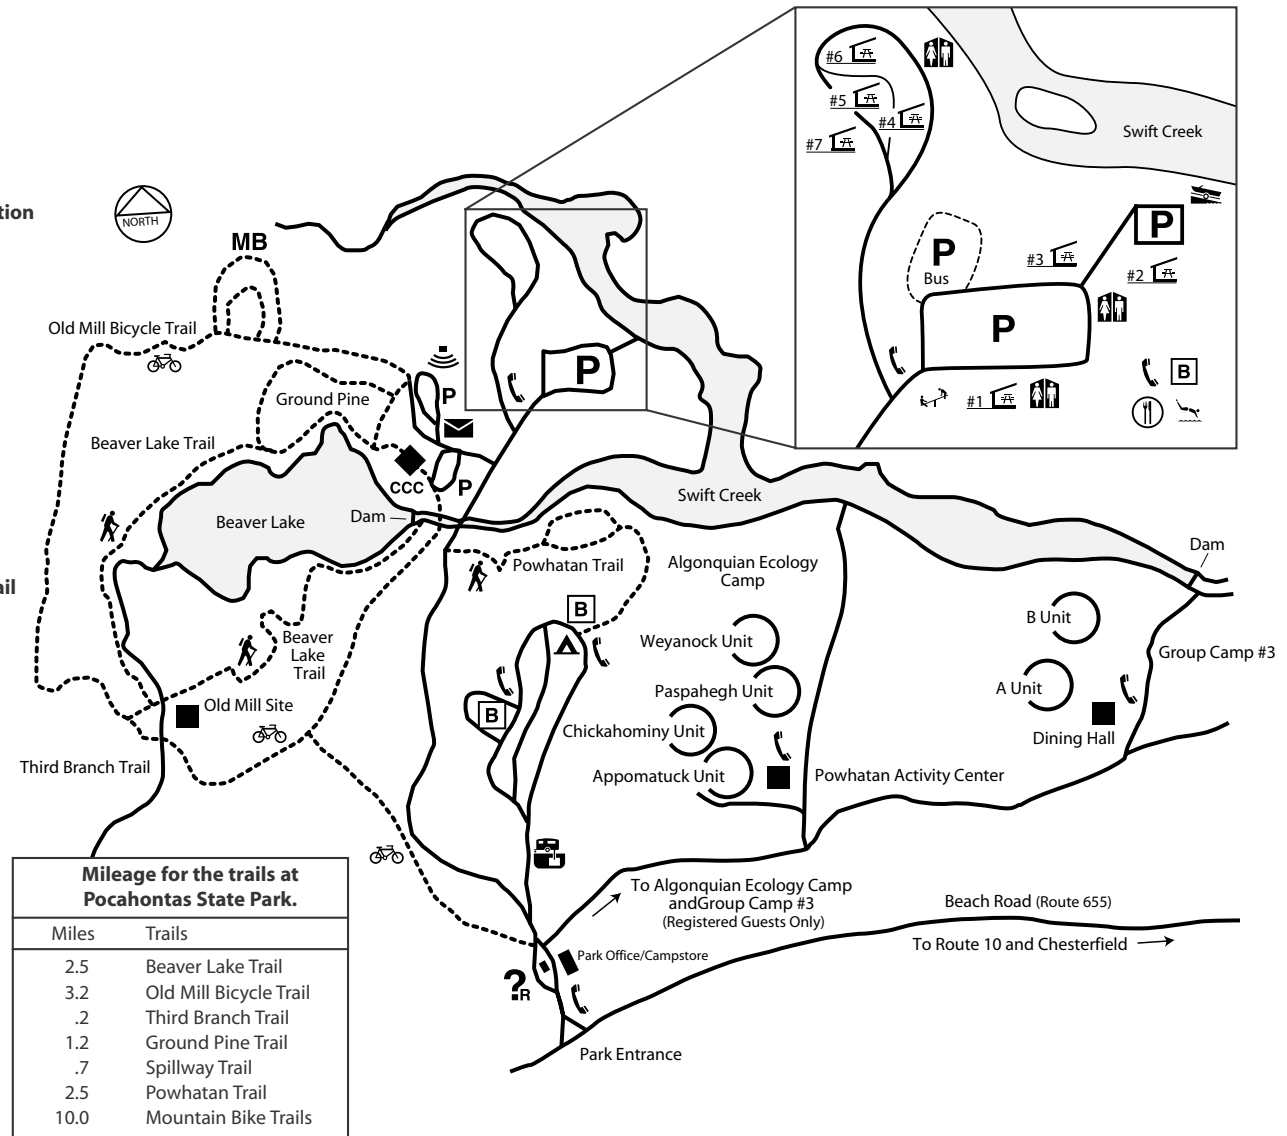 #6
#5
#4
#7
Swift Creek
P
Bus
#3
P
#2
P
B
#1
tion
NORTH
MB
Old Mill Bicycle Trail
P
Ground Pine
P
Beaver Lake Trail
CCC
P
Beaver Lake
Dam
Swift Creek
Dam
Powhatan Trail
Algonquian Ecology
Camp
ail
B
B Unit
Weyanock Unit
Beaver
Lake
Trail
Group Camp #3
Paspahegh Unit
A Unit
Old Mill Site
B
Chickahominy Unit
Dining Hall
Third Branch Trail
Appomatuck Unit
Powhatan Activity Center
Mileage for the trails at
Pocahontas State Park.
Miles Trails
2.5 Beaver Lake Trail
3.2 Old Mill Bicycle Trail
.2 Third Branch Trail
1.2 Ground Pine Trail
.7 Spillway Trail
2.5 Powhatan Trail
10.0 Mountain Bike Trails
To Algonquian Ecology Camp
andGroup Camp #3
(Registered Guests Only)
Beach Road (Route 655)
To Route 10 and Chesterfield
Park Office/Campstore
?R
Park Entrance